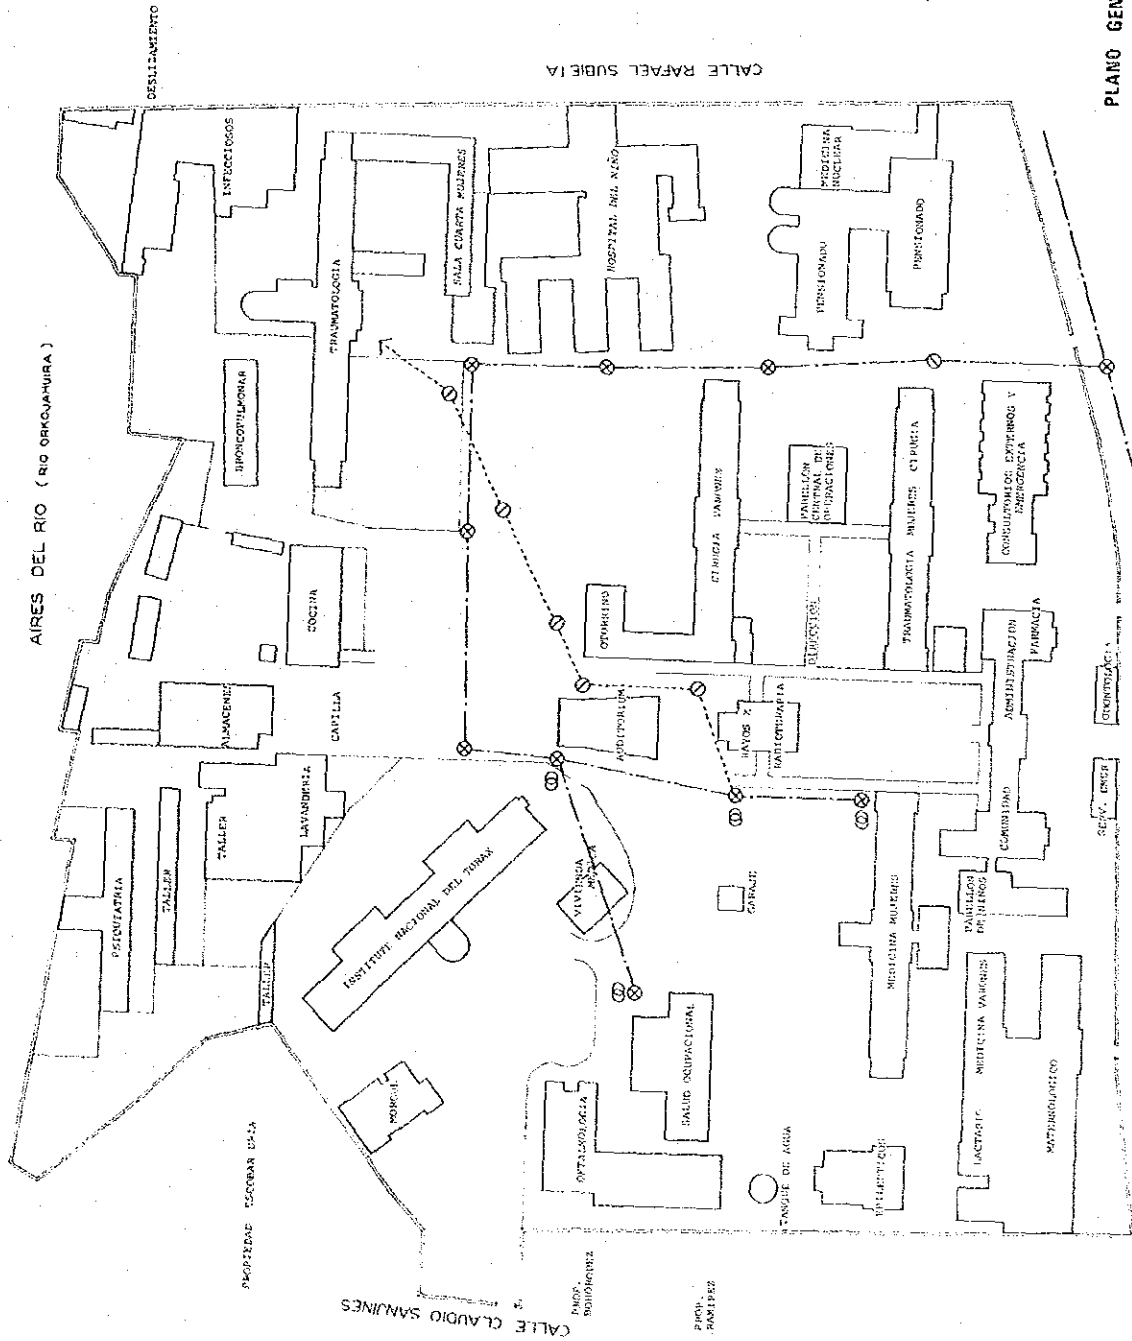 AIRES DEL RIO ( RIO ORKOJAHUIRA )
DESLIZAMIENTO
CALLE RAFAEL SUBIETA
PLANO GEN
INFECCIOSOS
TRAUMATOLOGIA
SALA CUARTA MUJERES
HOSPITAL DEL NIÑO
MEDICINA
NUCLEAR
PENSIONADO
PENSIONADO
BRONCOPULMONAR
COCINA
OTORRINO
CIRUGIA VARONES
PABELLON
CENTRAL DE
OPERACIONES
TRAUMATOLOGIA MUJERES CIRUGIA
CONSULTORIOS EXTERNOS Y
EMERGENCIA
DIRECCION
ALMACENES
CAPILLA
AUDITORIUM
RAYOS X
RADIOTERAPIA
ADMINISTRACION
FARMACIA
ODONTOLOGIA
PSIQUIATRIA
TALLER
TALLER
LAVANDERIA
TALLER
INSTITUTO NACIONAL DEL TORAX
VIVIENDA
MEDICA
GARAJE
MEDICINA MUJERES
COMUNIDAD
SERV.
PABELLON
DE NIÑOS
MORGUE
OFTALMOLOGIA
SALUD OCUPACIONAL
TANQUE DE AGUA
LACTARIO
MEDICINA VARONES
MATERNOLOGICO
PROPIEDAD ESCOBAR
CALLE CLAUDIO SANJINES
PROP.
BOHORQUEZ
PROP.
RAMIREZ